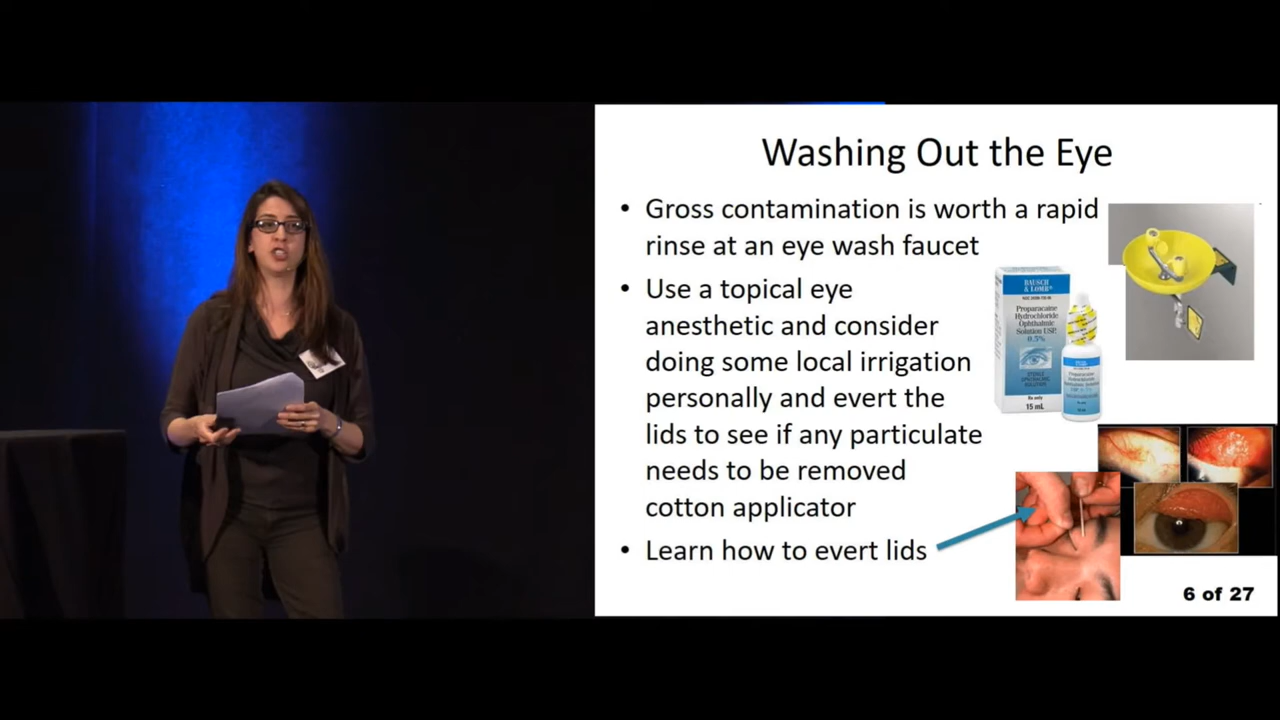 Washing Out the Eye
• Gross contamination is worth a rapid
rinse at an eye wash faucet
• Use a topical eye
anesthetic and consider
doing some local irrigation
personally and evert the
lids to see if any particulate
needs to be removed
cotton applicator
• Learn how to evert lids
BAUSCH
& LOMB
Proparacaine
Hydrochloride
Ophthalmic
Solution USP,
0.5%
Rx only
15 mL
6 of 27